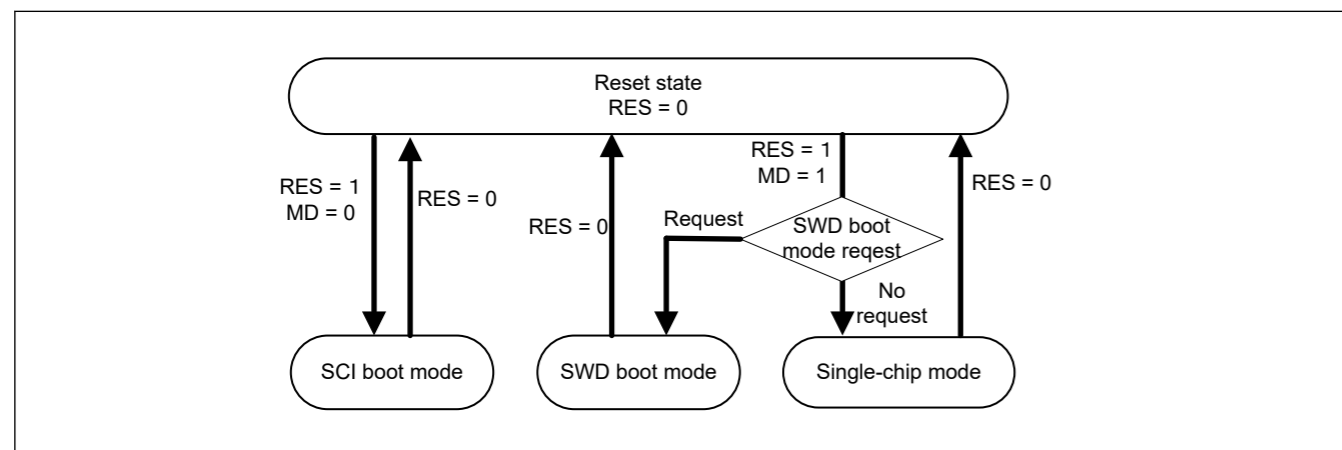 Reset state
RES = 0
RES = 1
MD = 0
RES = 0
RES = 0
RES = 1
MD = 1
RES = 0
Request
SWD boot
mode reqest
No
request
SCI boot mode
SWD boot mode
Single-chip mode